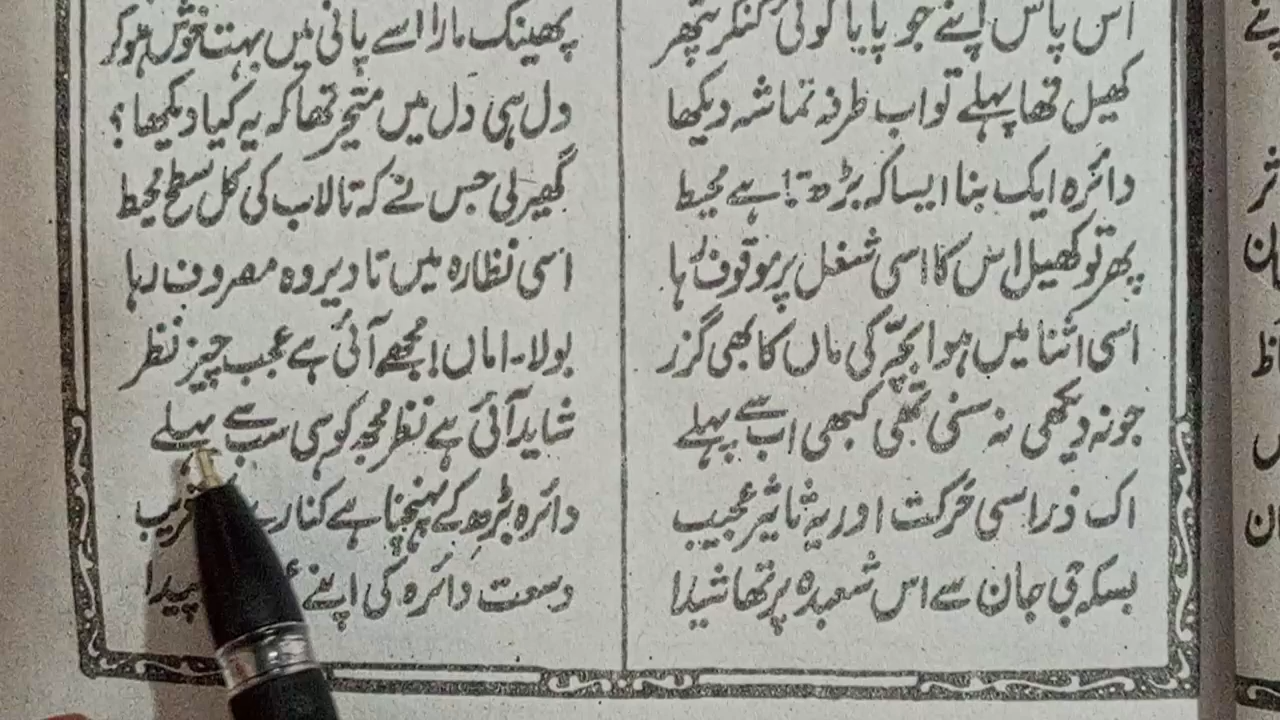 اس پاس اپنے جو پایا کوئی کنکر پتھر
پھینک مارا اسے پانی میں بہت خوش ہو کر
کھیل تھا پہلے تو اب طرفہ تماشہ دیکھا
دل ہی دل میں متحیر تھا کہ یہ کیا دیکھا؟
دائرہ ایک بنا ایسا کہ بڑھتا! ہے محیط
گھیر لی جس نے کہ تالاب کی کل سطح محیط
پھر تو کھیل اس کا اسی شغل پر موقوف رہا
اسی نظارہ میں تا دیر وہ مصروف رہا
اسی اثنا میں ہوا بچّہ کی ماں کا بھی گزر
بولا۔ اماں! مجھے آئی ہے عجب چیز نظر
جو نہ دیکھی نہ سنی تھی کبھی اب سے پہلے
شاید آئی ہے نظر مجھ کو ہی سب سے پہلے
اک ذرا سی حرکت اور یہ تاثیر عجیب
دائرہ بڑھ کے پہنچتا ہے کنارے قریب
بسکہ جان سے اس شعبدہ پر تھا شیدا
وسعت دائرہ کی اپنے پیدا